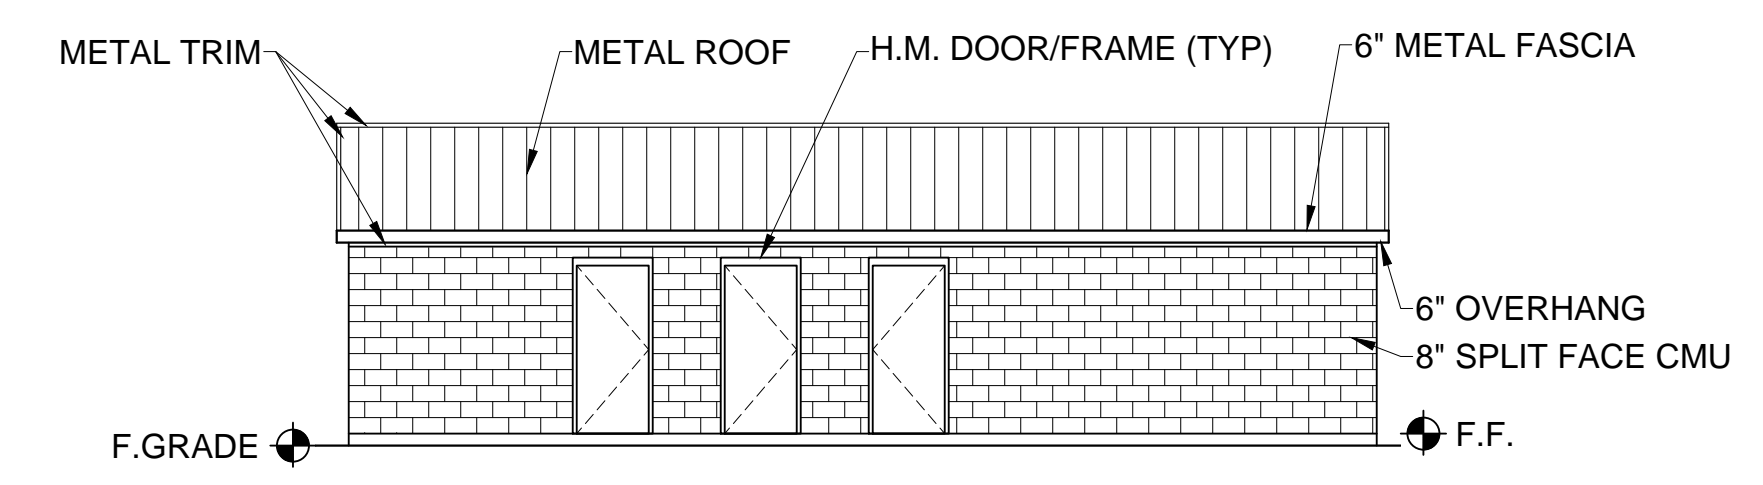 METAL TRIM
METAL ROOF
H.M. DOOR/FRAME (TYP)
6" METAL FASCIA
6" OVERHANG
8" SPLIT FACE CMU
F.GRADE
F.F.